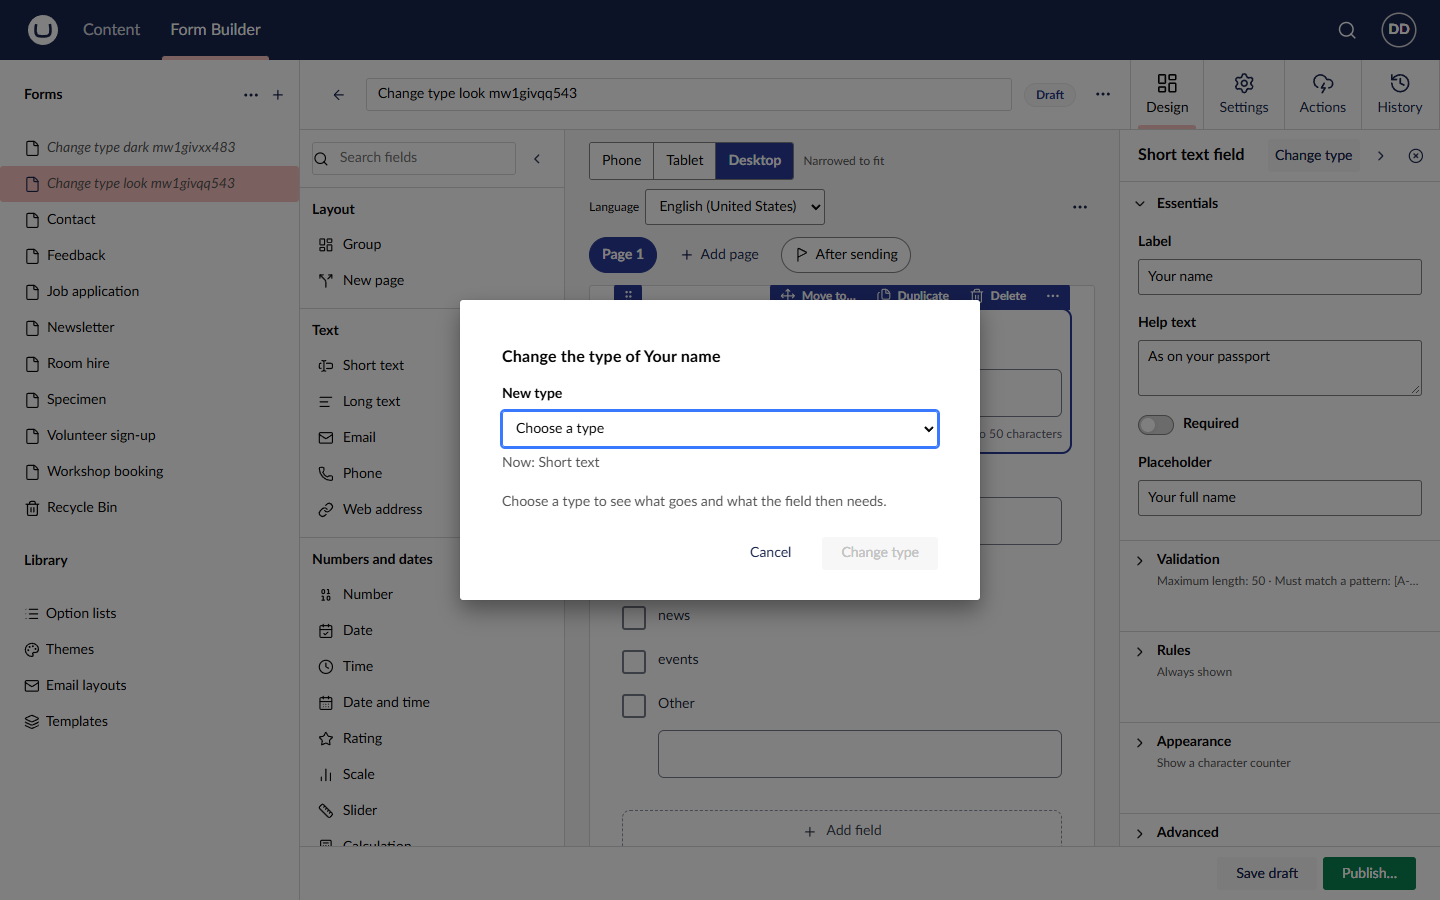 Content
Form Builder
DD
Forms
Change type dark mw1givxx483
Change type look mw1givqq543
Contact
Feedback
Job application
Newsletter
Room hire
Specimen
Volunteer sign-up
Workshop booking
Recycle Bin
Library
Option lists
Themes
Email layouts
Templates
Change type look mw1givqq543
Draft
Design
Settings
Actions
History
Search fields
Layout
Group
New page
Text
Short text
Long text
Email
Phone
Web address
Numbers and dates
Number
Date
Time
Date and time
Rating
Scale
Slider
Calculation
Phone
Tablet
Desktop
Narrowed to fit
Language
English (United States)
Page 1
Add page
After sending
Move to...
Duplicate
Delete
o 50 characters
Change the type of Your name
New type
Choose a type
Now: Short text
Choose a type to see what goes and what the field then needs.
Cancel
Change type
news
events
Other
Add field
Short text field
Change type
Essentials
Label
Your name
Help text
As on your passport
Required
Placeholder
Your full name
Validation
Maximum length: 50 · Must match a pattern: [A-...
Rules
Always shown
Appearance
Show a character counter
Advanced
Save draft
Publish...